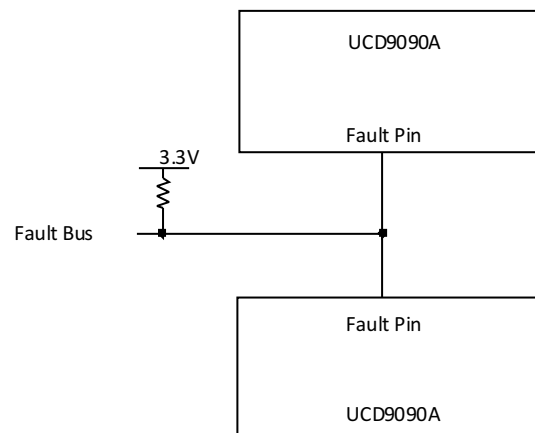 UCD9090A
Fault Pin
3.3V
Fault Bus
Fault Pin
UCD9090A